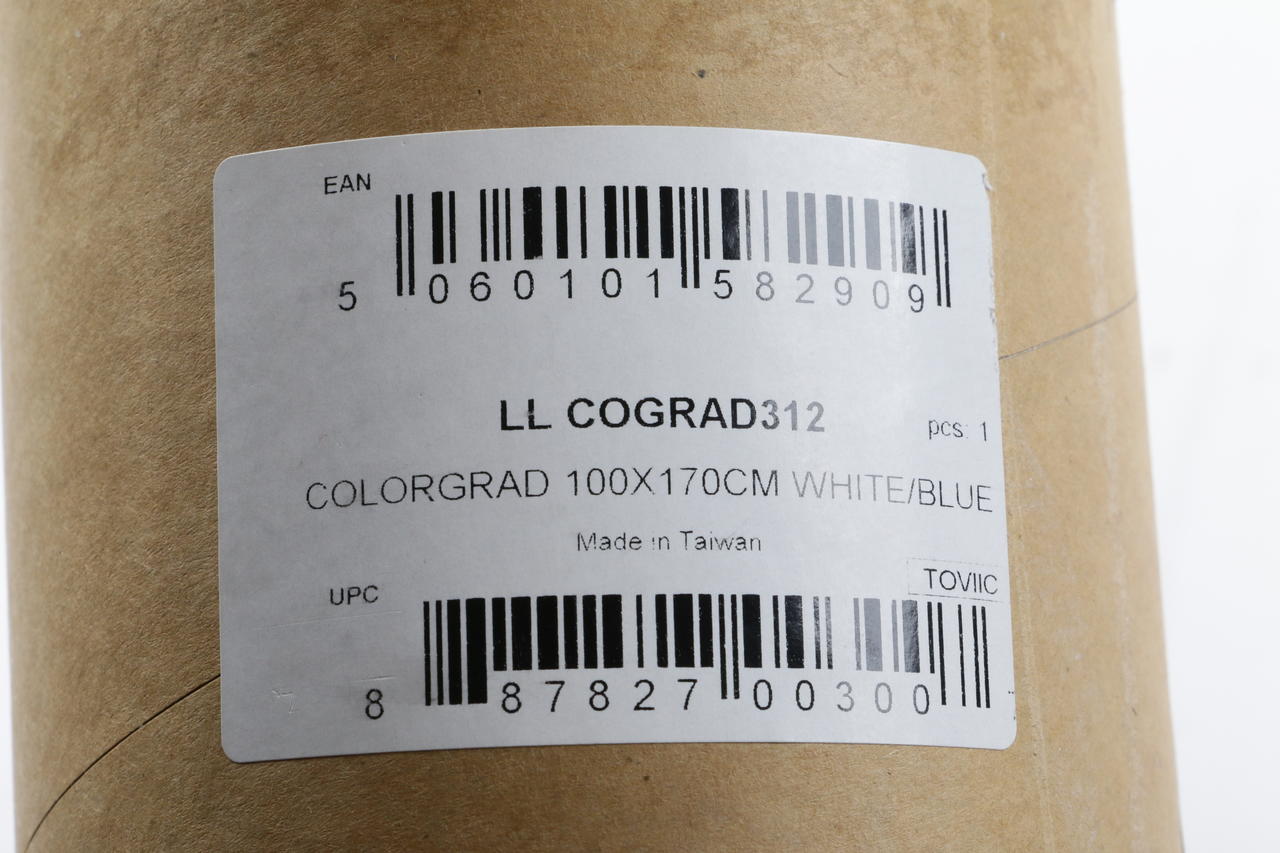 EAN
5 060101 582909
LL COGRAD312
pcs: 1
COLORGRAD 100X170CM WHITE/BLUE
Made in Taiwan
TOVIIC
UPC
8 87827 00300